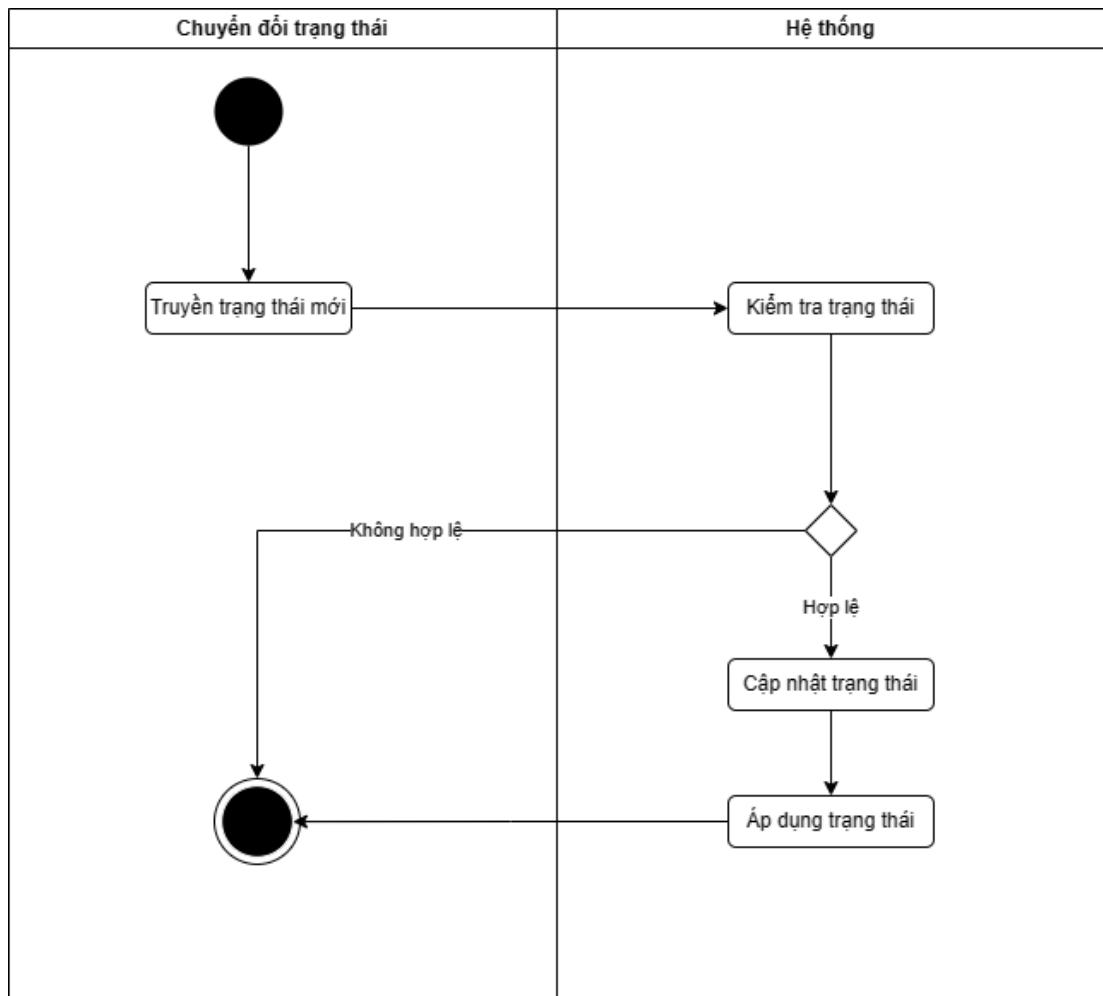 Chuyển đổi trạng thái
Hệ thống
Truyền trạng thái mới
Kiểm tra trạng thái
Không hợp lệ
Hợp lệ
Cập nhật trạng thái
Áp dụng trạng thái